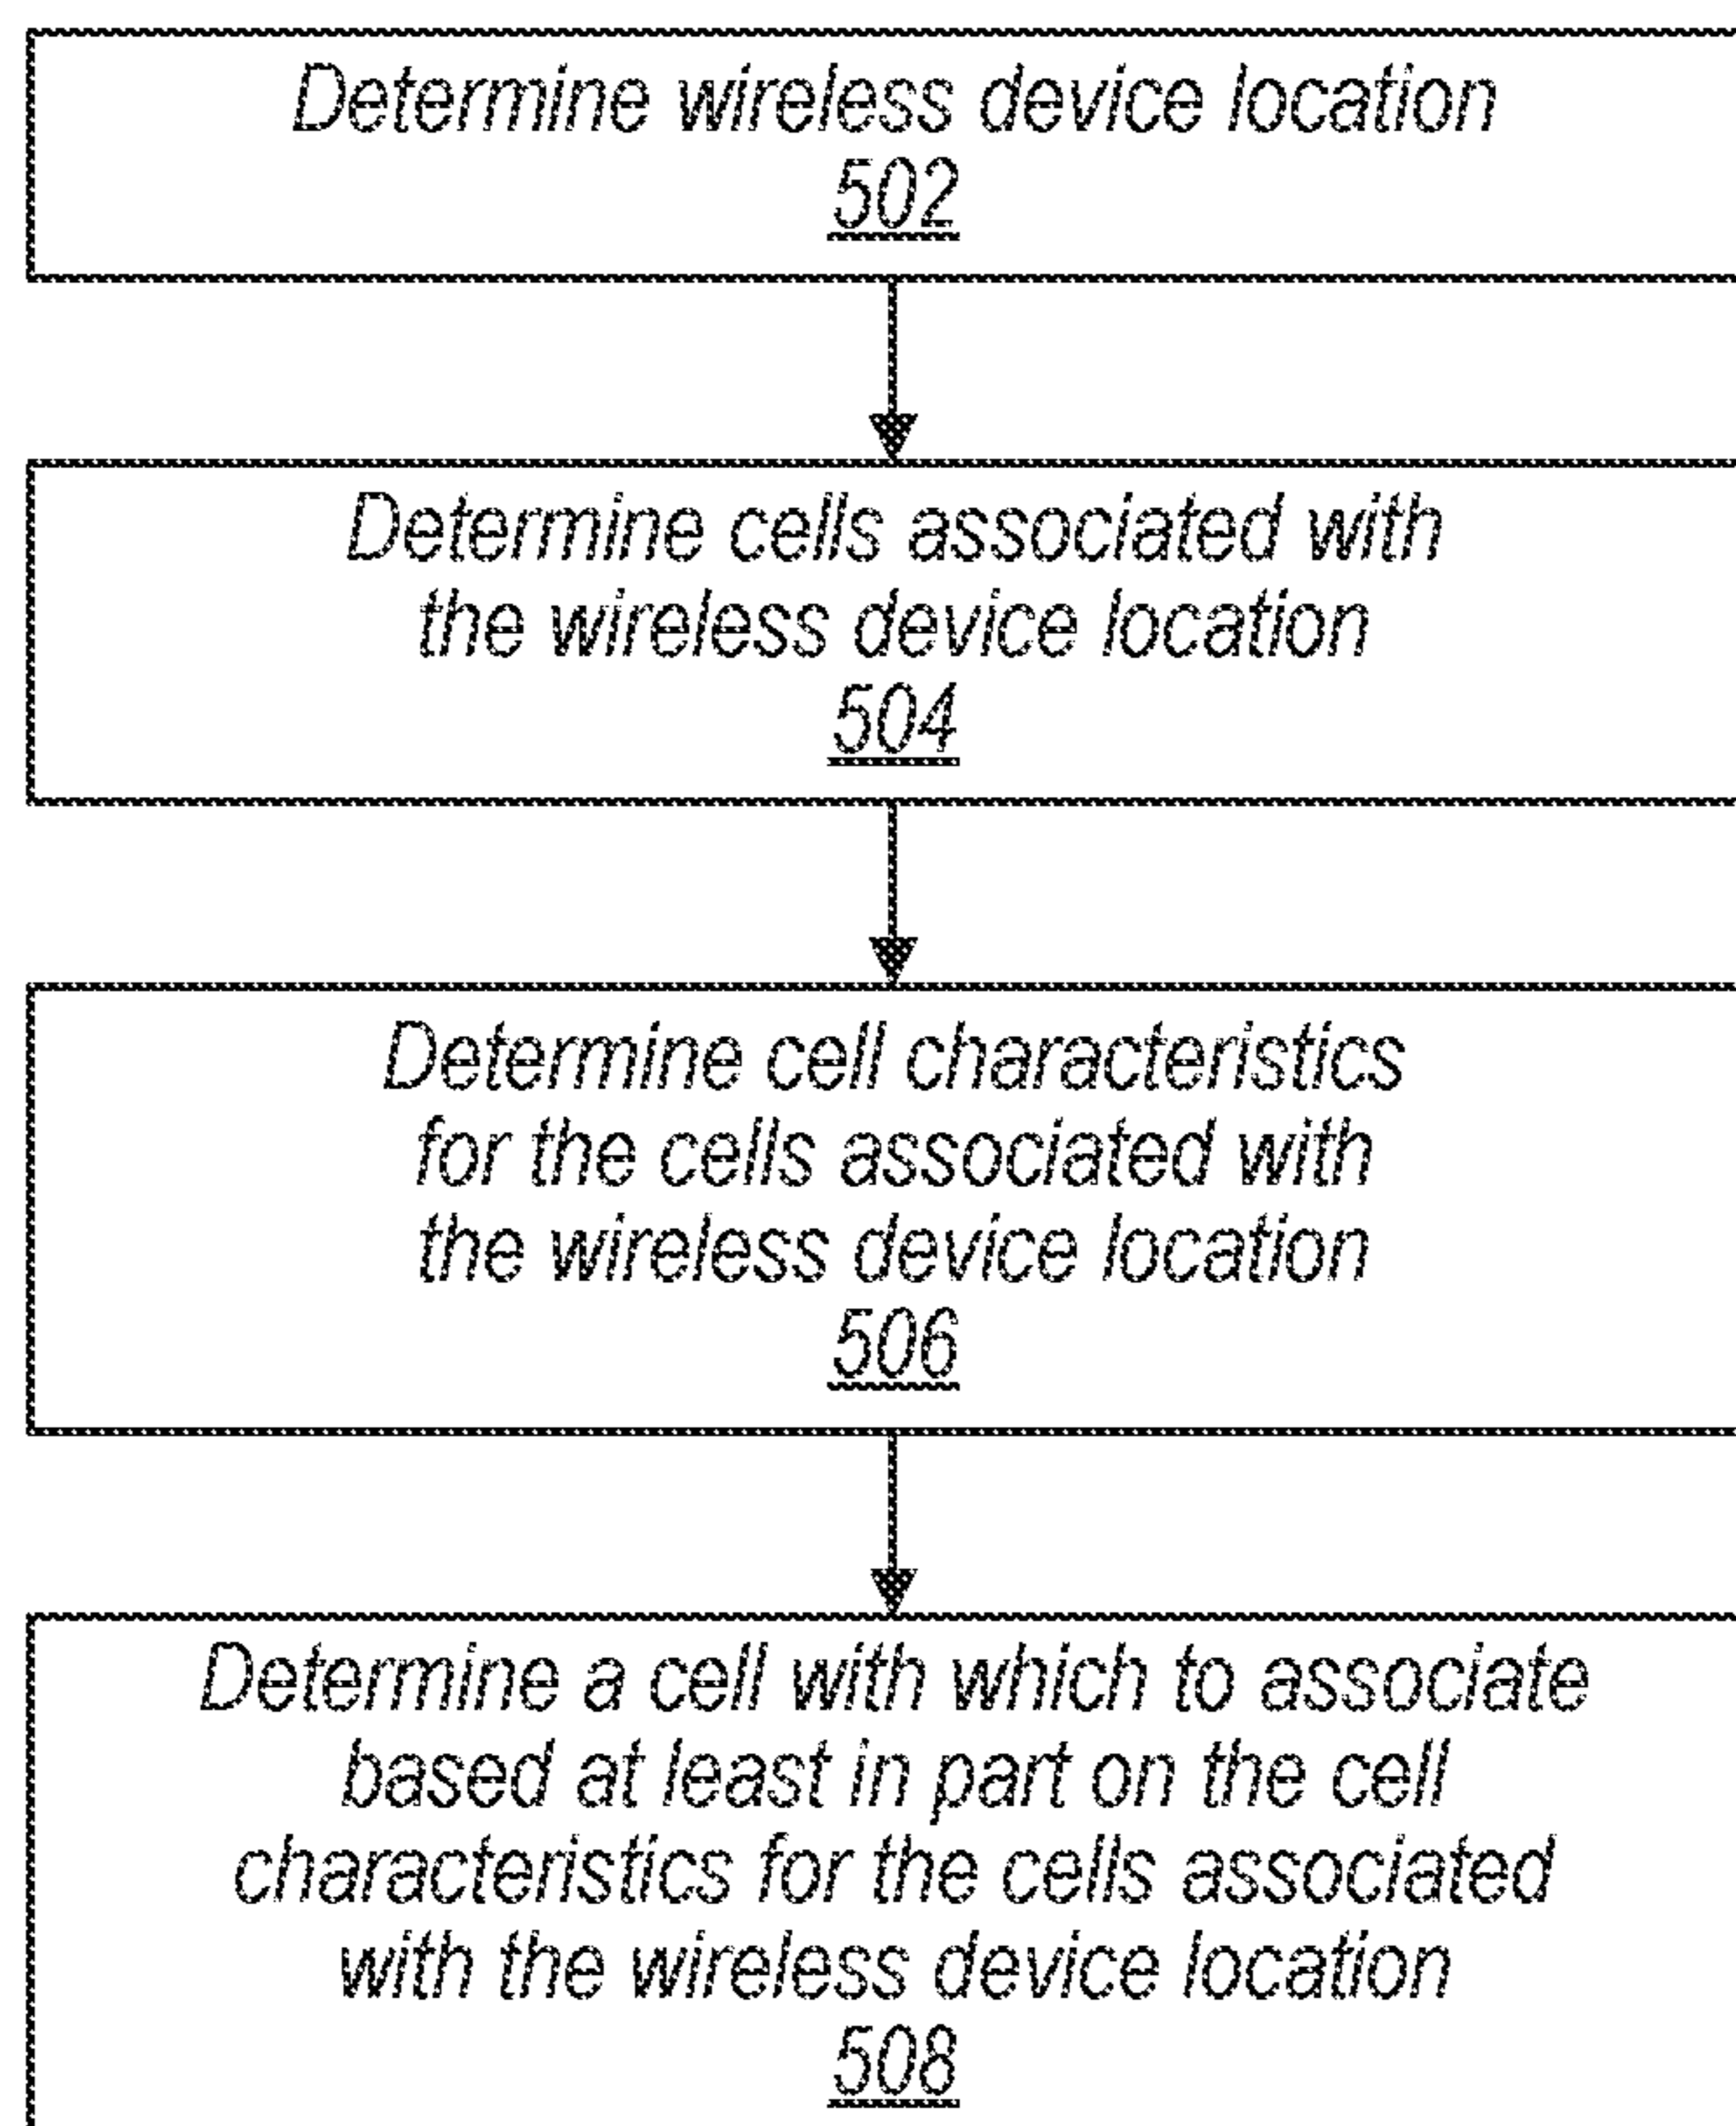 Determine wireless device location
502
Determine cells associated with
the wireless device location
504
Determine cell characteristics
for the cells associated with
the wireless device location
506
Determine a cell with which to associate
based at least in part on the cell
characteristics for the cells associated
with the wireless device location
508